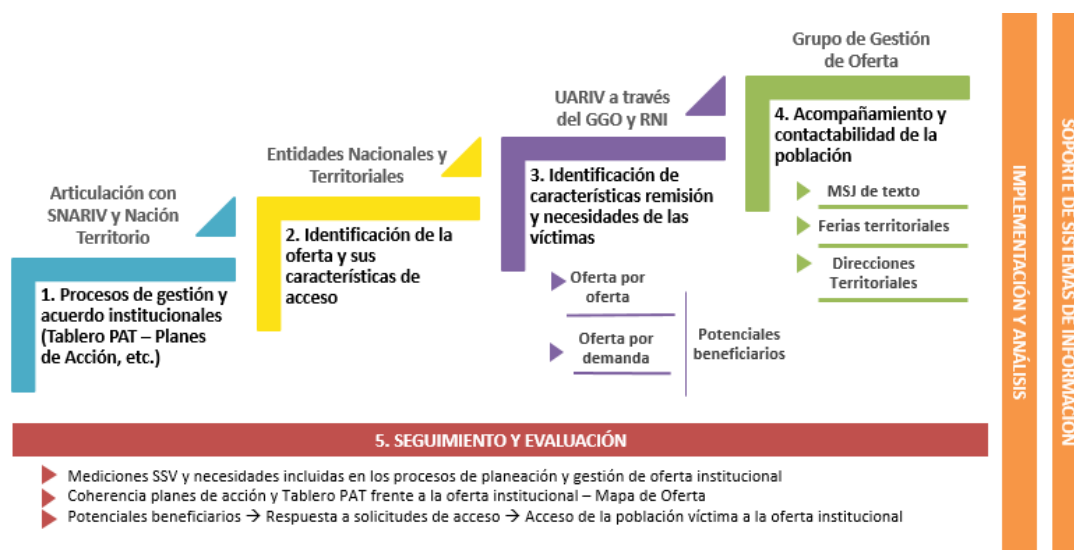 Articulación con
SNARIV y Nación
Territorio
1. Procesos de gestión y
acuerdo institucionales
(Tablero PAT – Planes
de Acción, etc.)
Entidades Nacionales y
Territoriales
2. Identificación de la
oferta y sus
características de
acceso
UARIV a través
del GGO y RNI
3. Identificación de
características remisión
y necesidades de las
víctimas
Oferta por
oferta
Oferta por
demanda
Potenciales
beneficiarios
Grupo de Gestión
de Oferta
4. Acompañamiento y
contactabilidad de la
población
MSJ de texto
Ferias territoriales
Direcciones
Territoriales
IMPLEMENTACIÓN Y ANÁLISIS
SOPORTE DE SISTEMAS DE INFORMACIÓN
5. SEGUIMIENTO Y EVALUACIÓN
Mediciones SSV y necesidades incluidas en los procesos de planeación y gestión de oferta institucional
Coherencia planes de acción y Tablero PAT frente a la oferta institucional – Mapa de Oferta
Potenciales beneficiarios → Respuesta a solicitudes de acceso → Acceso de la población víctima a la oferta institucional